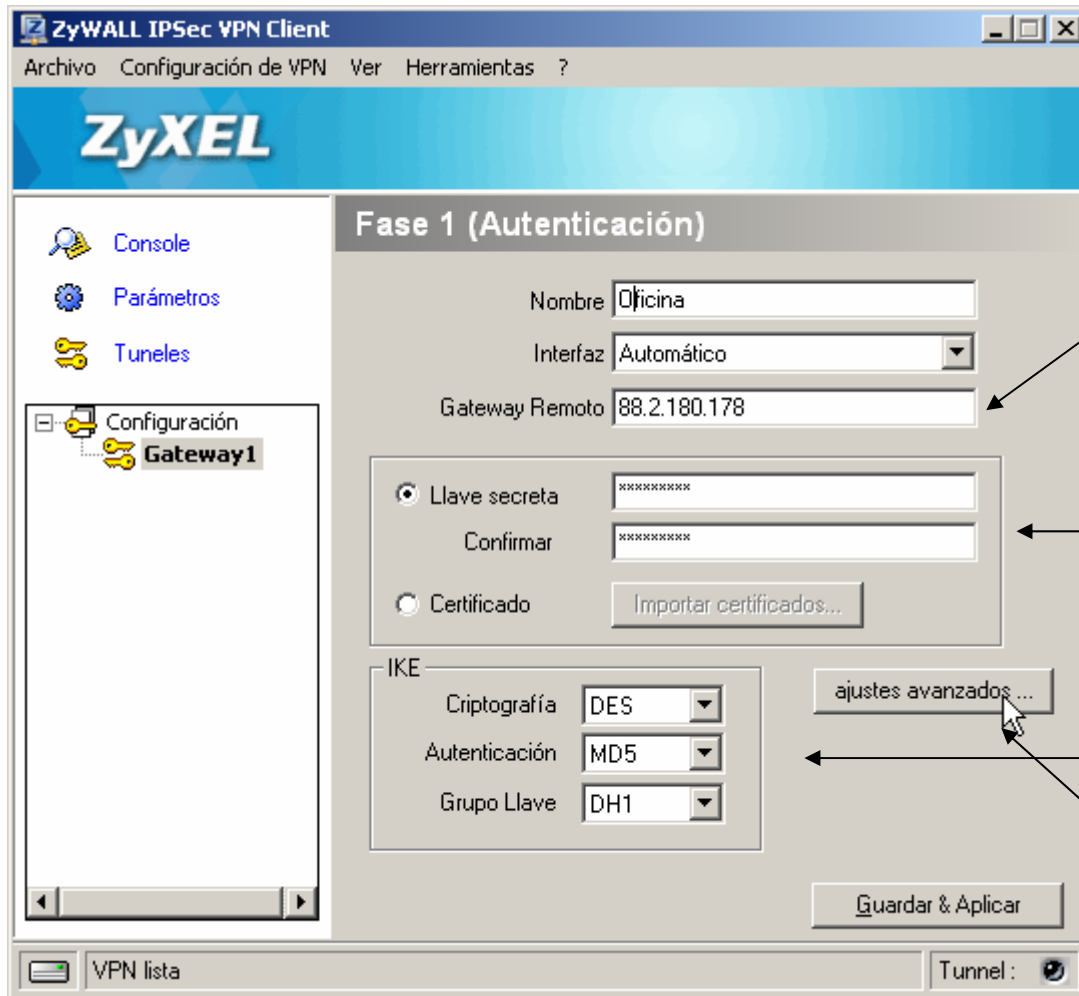 ZyWALL IPSec VPN Client
Archivo Configuración de VPN Ver Herramientas ?
ZyXEL
Console
Parámetros
Tuneles
Configuración
Gateway1
Fase 1 (Autenticación)
Nombre Oficina
Interfaz Automático
Gateway Remoto 88.2.180.178
Llave secreta *********
Confirmar *********
Certificado Importar certificados...
IKE
Criptografía DES
Autenticación MD5
Grupo Llave DH1
ajustes avanzados ...
Guardar & Aplicar
VPN lista Tunnel :